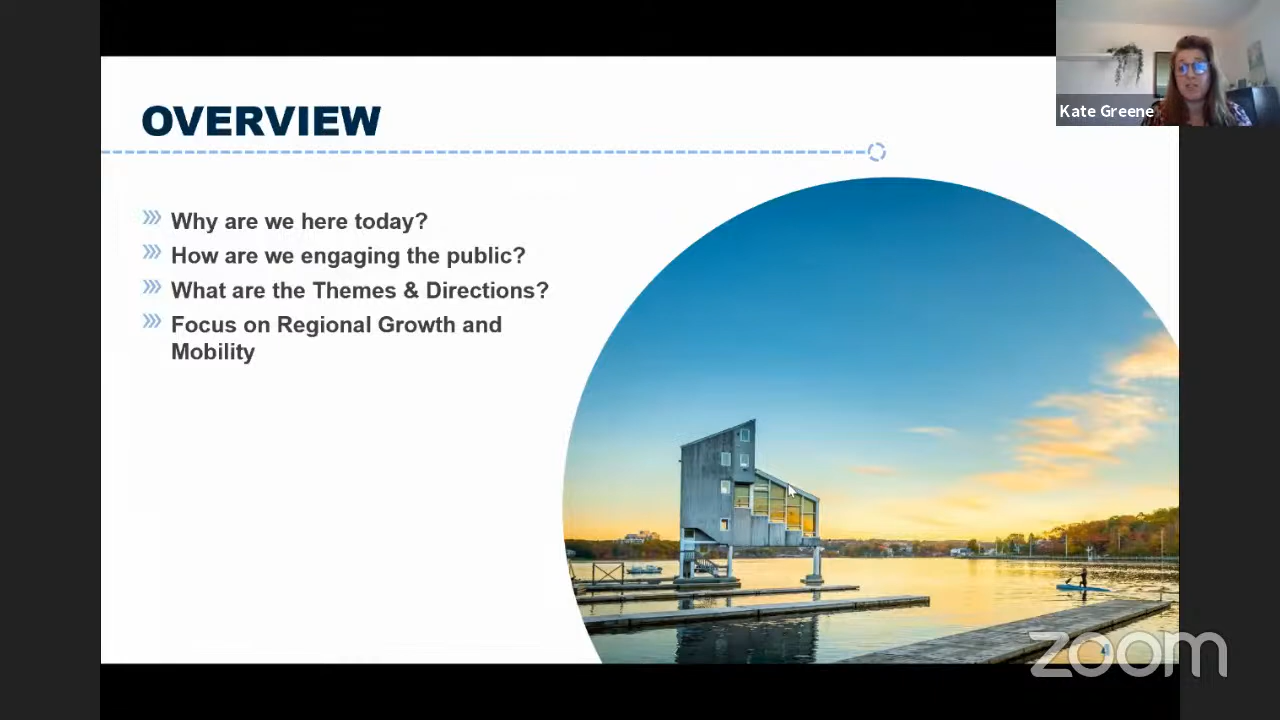 OVERVIEW
Why are we here today?
How are we engaging the public?
What are the Themes & Directions?
Focus on Regional Growth and
Mobility
Kate Greene
zoom